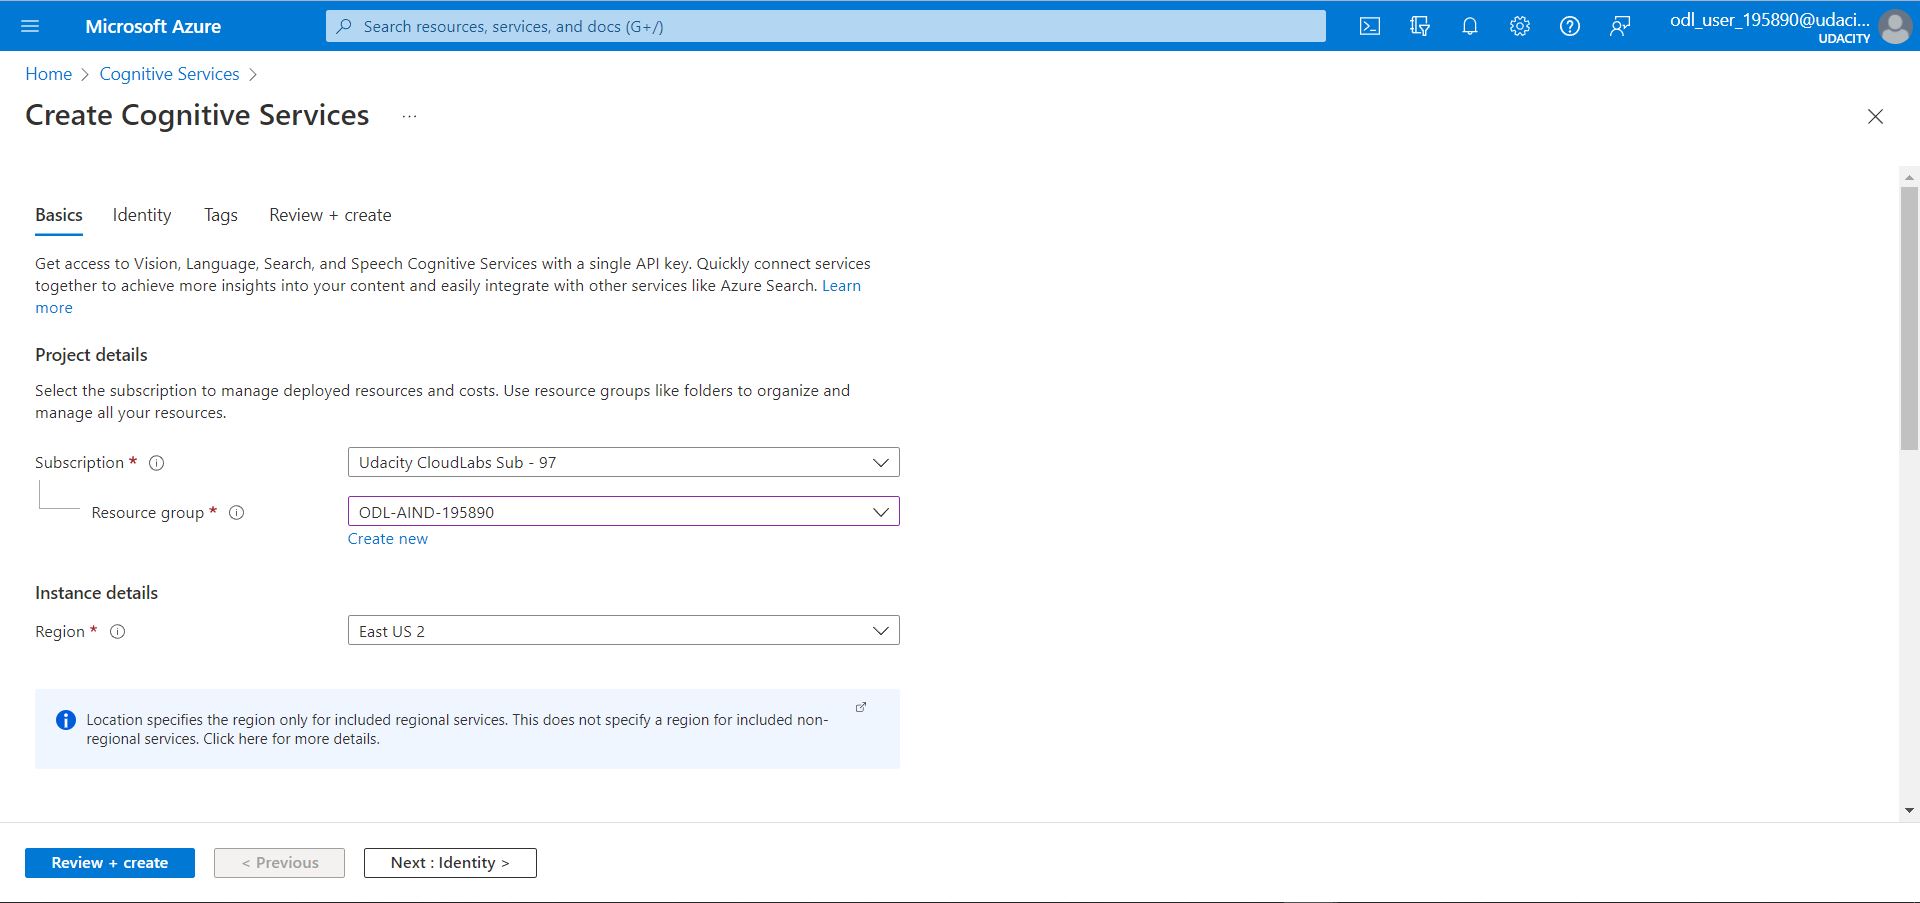 Microsoft Azure
Search resources, services, and docs (G+/)
odl_user_195890@udaci...
UDACITY
Home > Cognitive Services >
Create Cognitive Services ...
Basics Identity Tags Review + create
Get access to Vision, Language, Search, and Speech Cognitive Services with a single API key. Quickly connect services
together to achieve more insights into your content and easily integrate with other services like Azure Search. Learn
more
Project details
Select the subscription to manage deployed resources and costs. Use resource groups like folders to organize and
manage all your resources.
Subscription * Udacity CloudLabs Sub - 97
Resource group * ODL-AIND-195890
Create new
Instance details
Region * East US 2
Location specifies the region only for included regional services. This does not specify a region for included non-
regional services. Click here for more details.
Review + create < Previous Next : Identity >